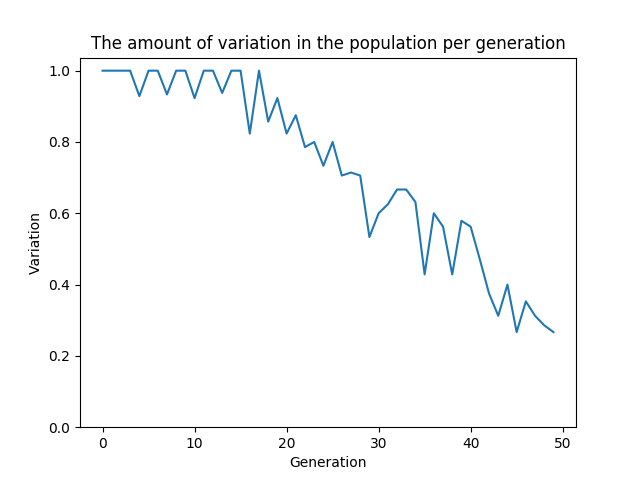 The amount of variation in the population per generation
1.0
0.8
0.6
0.4
0.2
0.0
Variation
0 10 20 30 40 50
Generation